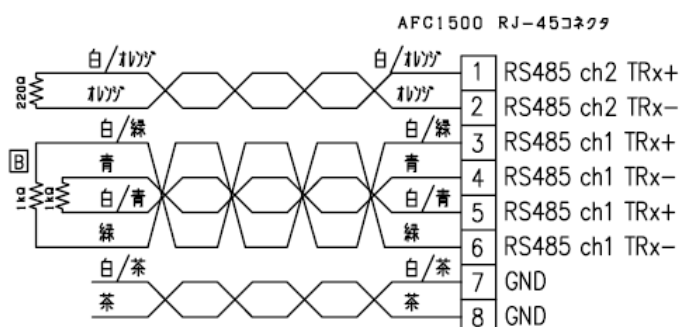 AFC1500 RJ-45コネクタ
白/オレンジ 白/オレンジ 1 RS485 ch2 TRx+
220Ω オレンジ オレンジ 2 RS485 ch2 TRx-
白/緑 白/緑 3 RS485 ch1 TRx+
B 青 青 4 RS485 ch1 TRx-
1kΩ 1kΩ 白/青 白/青 5 RS485 ch1 TRx+
緑 緑 6 RS485 ch1 TRx-
白/茶 白/茶 7 GND
茶 茶 8 GND